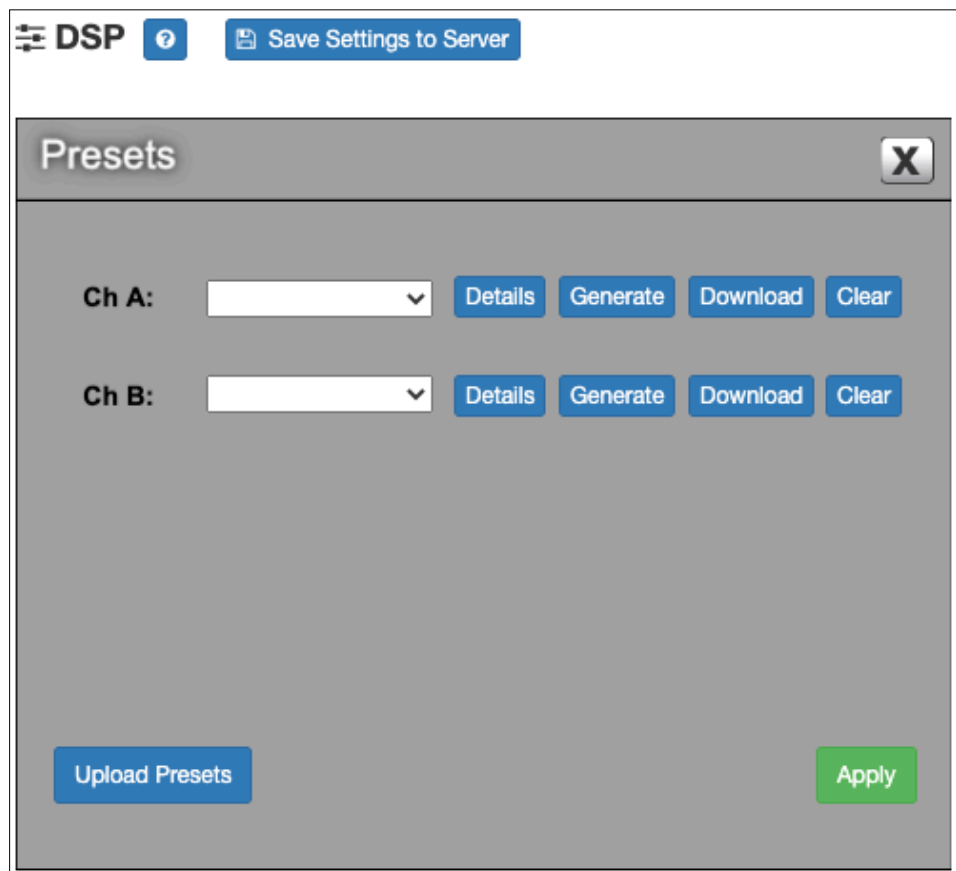 DSP ? Save Settings to Server
Presets X
Ch A: Details Generate Download Clear
Ch B: Details Generate Download Clear
Upload Presets Apply